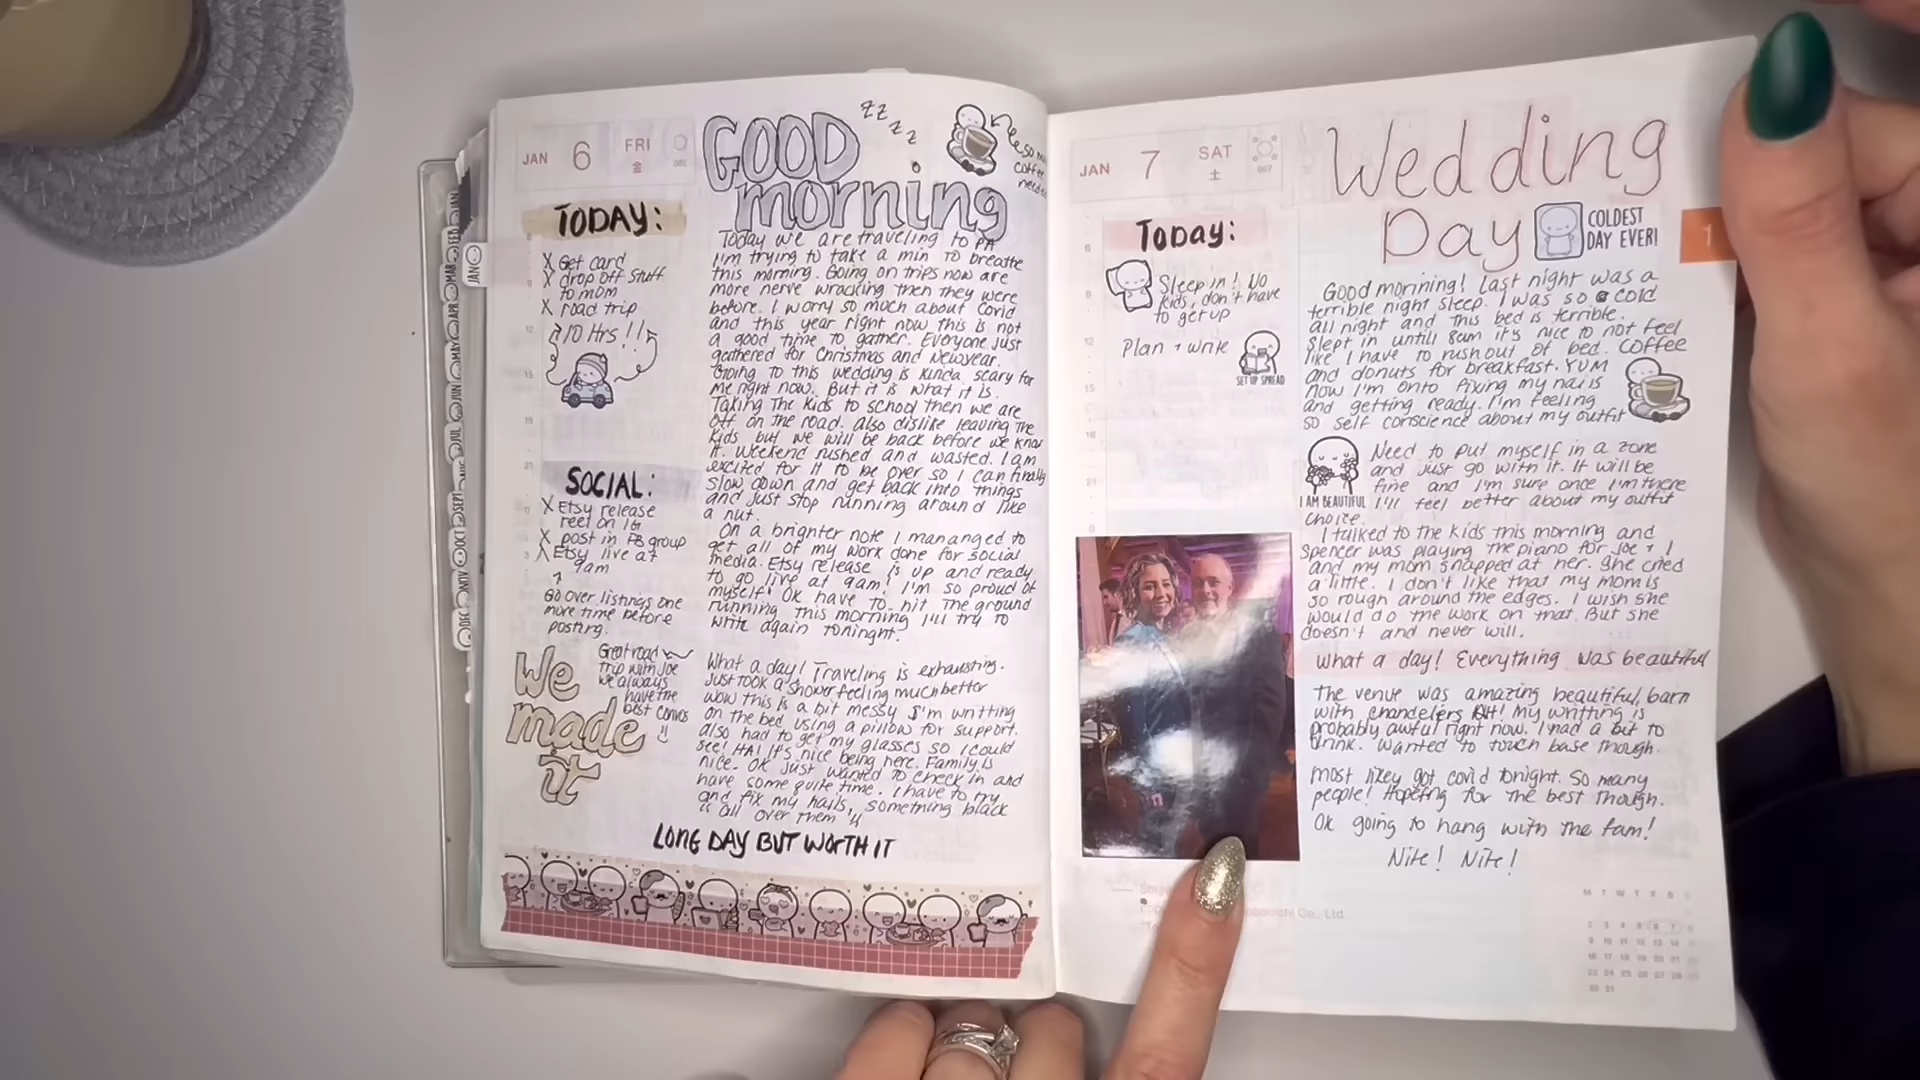 JAN 6 FRI
金
GOOD
morning
zzzz
so
coffee
TODAY:
X Get card
X drop off stuff
to mom
X road trip
10 Hrs!!
SOCIAL:
X Etsy release
reel on IG
X post in FB group
X Etsy live at
9am
Go over listings one
more time before
posting.
We
made
it
Great road
trip with Joe
we always
have the
best convos
Today we are traveling to PA
I'm trying to take a min to breathe
this morning. Going on trips now are
more nerve wracking then they were
before. I worry so much about Covid
and this year right now this is not
a good time to gather. Everyone just
gathered for Christmas and Newyear.
Going to this wedding is kinda scary for
me right now. But it is what it is.
Taking the kids to school then we are
off on the road. also dislike leaving the
kids but we will be back before we know
it. Weekend rushed and wasted. I am
excited for it to be over so I can finally
slow down and get back into things
and just stop running around like
a nut.
On a brighter note I mananged to
get all of my work done for social
media. Etsy release is up and ready
to go live at 9am! I'm so proud of
myself! Ok have to hit the ground
running this morning I'll try to
write again toninght.
What a day! Traveling is exhausting.
Just took a shower feeling much better
wow this is a bit messy I'm writting
on the bed using a pillow for support.
also had to get my glasses so I could
see! HA! It's nice being here. Family is
nice. Ok just wanted to check in and
have some quite time. I have to try
and fix my nails, something black
all over them
LONG DAY BUT WORTH IT
JAN 7 SAT
土
007
Wedding
Day
COLDEST
DAY EVER!
1
Today:
Sleep in! No
kids, don't have
to get up
Plan + write
SET UP SPREAD
Good morining! Last night was a
terrible night sleep. I was so cold
all night and this bed is terrible.
Slept in untill 8am it's nice to not feel
like I have to rush out of bed. Coffee
and donuts for breakfast. YUM
now I'm onto fixing my nails
and getting ready. I'm feeling
so self conscience about my outfit
I AM BEAUTIFUL
Need to put myself in a zone
and just go with it. It will be
fine and I'm sure once I'm there
I'll feel better about my outfit
choice.
I talked to the kids this morning and
Spencer was playing the piano for Joe + I
and my mom snapped at her. She cried
a little. I don't like that my mom is
so rough around the edges. I wish she
would do the work on that. But she
doesn't and never will.
what a day! Everything was beautiful
The venue was amazing beautiful, barn
with chandeliers AH! My writting is
probably awful right now. I had a bit to
drink. Wanted to touch base though.
most likey got covid tonight. So many
people! Hopeing for the best though.
Ok going to hang with the fam!
Nite! Nite!
Co., Ltd
M T W T F S